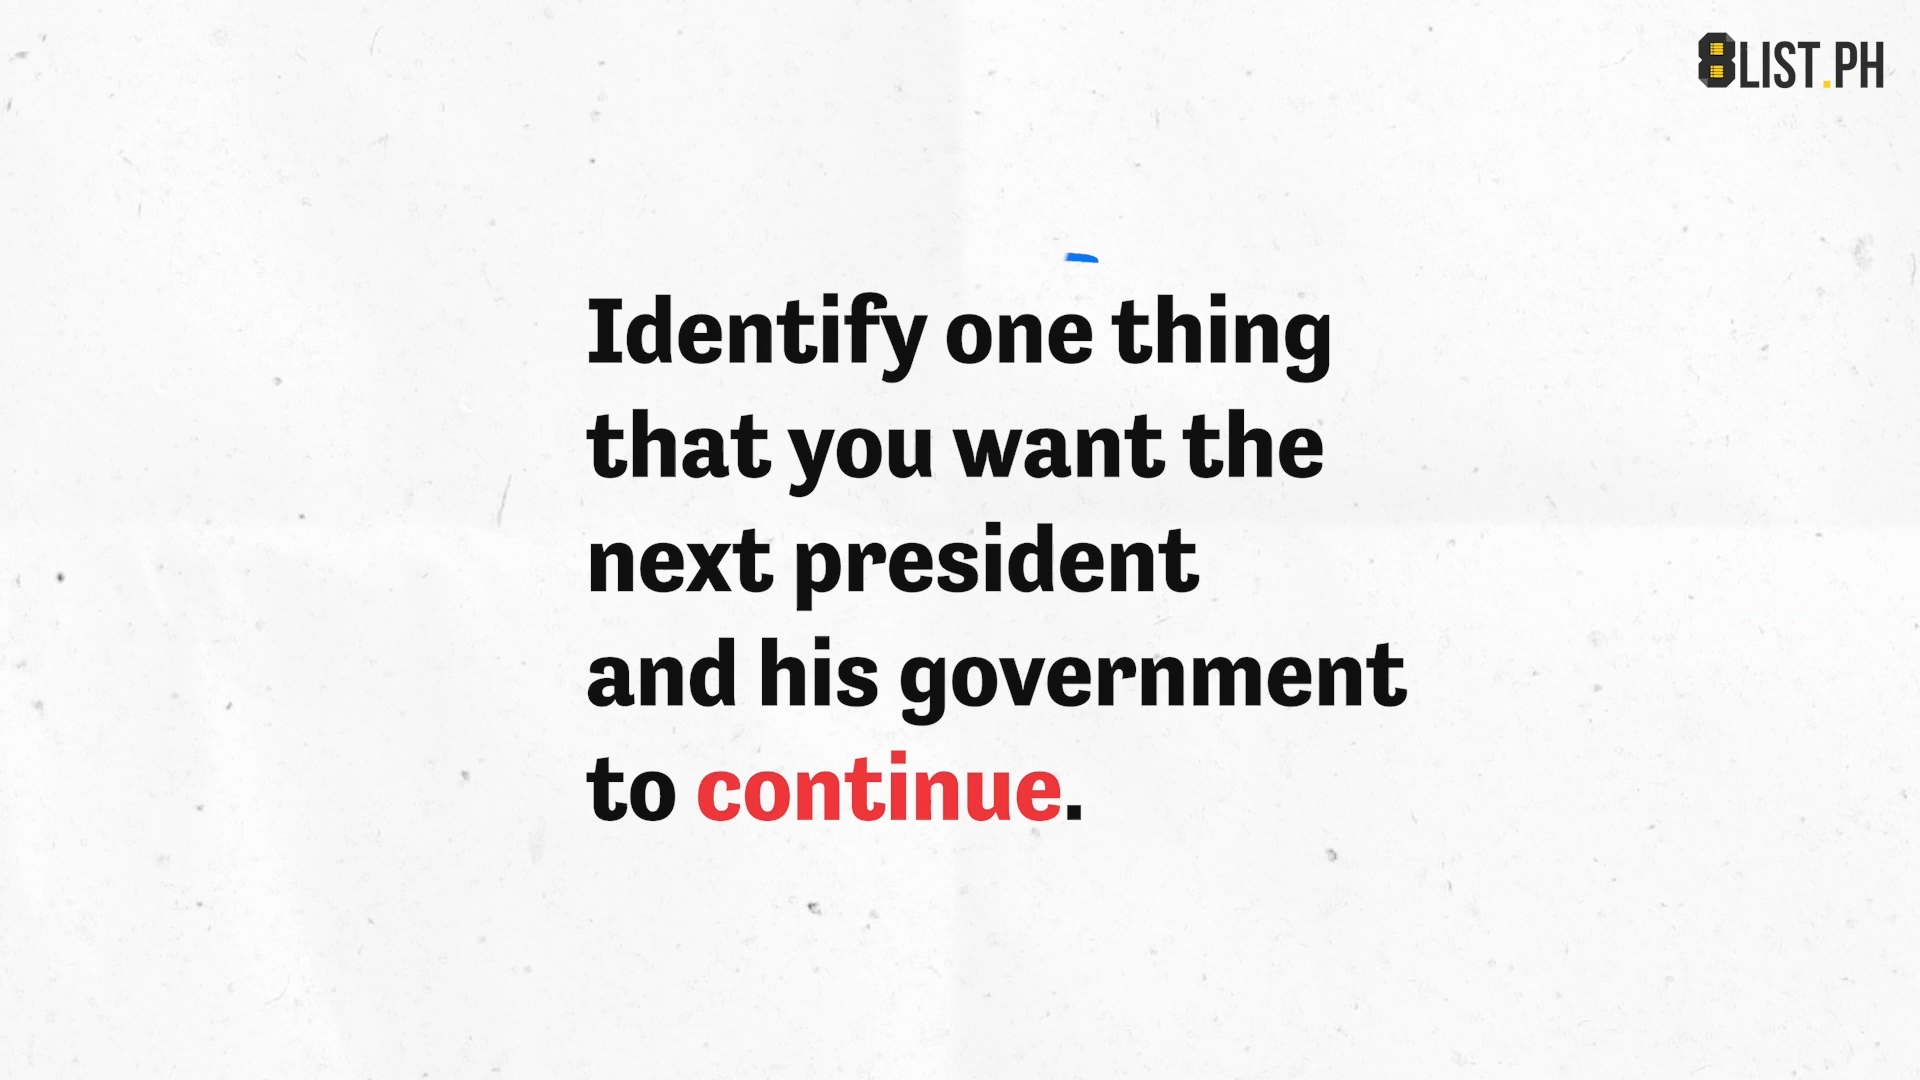 8LIST.PH
Identify one thing
that you want the
next president
and his government
to continue.